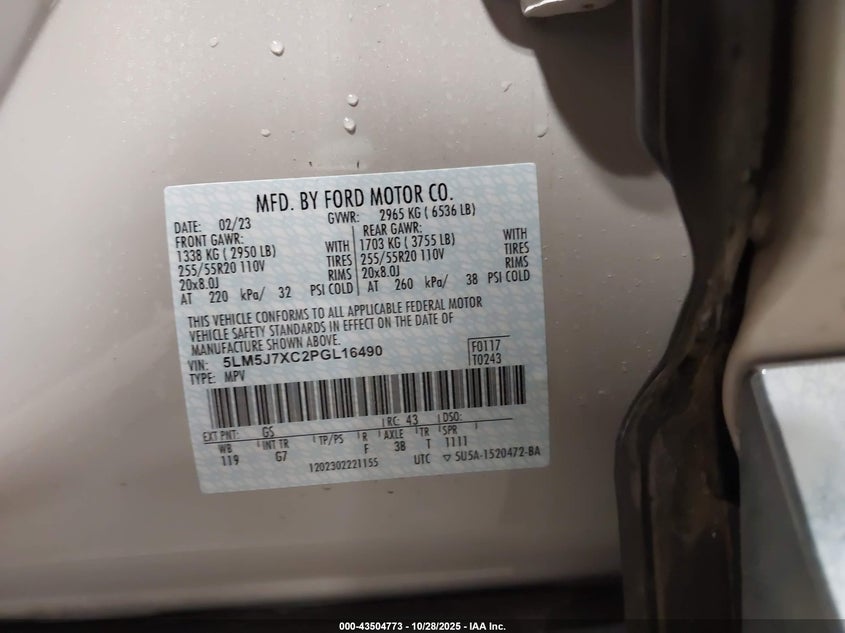 MFD. BY FORD MOTOR CO.
DATE: 02/23 GVWR: 2965 KG ( 6536 LB)
FRONT GAWR: REAR GAWR:
1338 KG ( 2950 LB) WITH 1703 KG ( 3755 LB) WITH
255/55R20 110V TIRES 255/55R20 110V TIRES
20x8.0J RIMS 20x8.0J RIMS
AT 220 kPa/ 32 PSI COLD AT 260 kPa/ 38 PSI COLD
THIS VEHICLE CONFORMS TO ALL APPLICABLE FEDERAL MOTOR
VEHICLE SAFETY STANDARDS IN EFFECT ON THE DATE OF
MANUFACTURE SHOWN ABOVE.
VIN: 5LM5J7XC2PGL16490 F0117
TYPE: MPV T0243
EXT PNT: GS RC: 43 DSO:
WB INT TR TP/PS R AXLE TR SPR
119 G7 F 38 T 1111
1202302221155 UTC ▽ 5U5A-1520472-BA
000-43504773 - 10/28/2025 - IAA Inc.